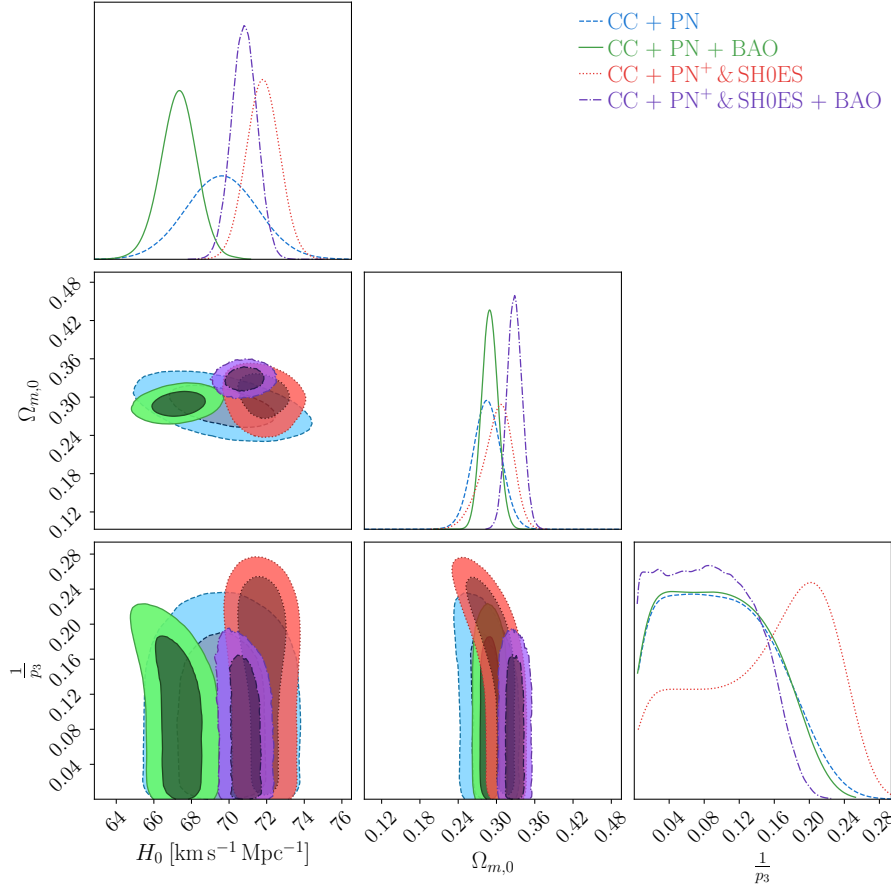 CC + PN
CC + PN + BAO
CC + PN⁺ & SH0ES
CC + PN⁺ & SH0ES + BAO
0.48
0.42
0.36
0.30
0.24
0.18
0.12
Ω_{m,0}
0.28
0.24
0.20
0.16
0.12
0.08
0.04
1/p₃
64 66 68 70 72 74 76
H₀ [km s⁻¹ Mpc⁻¹]
0.12 0.18 0.24 0.30 0.36 0.42 0.48
Ω_{m,0}
0.04 0.08 0.12 0.16 0.20 0.24 0.28
1/p₃